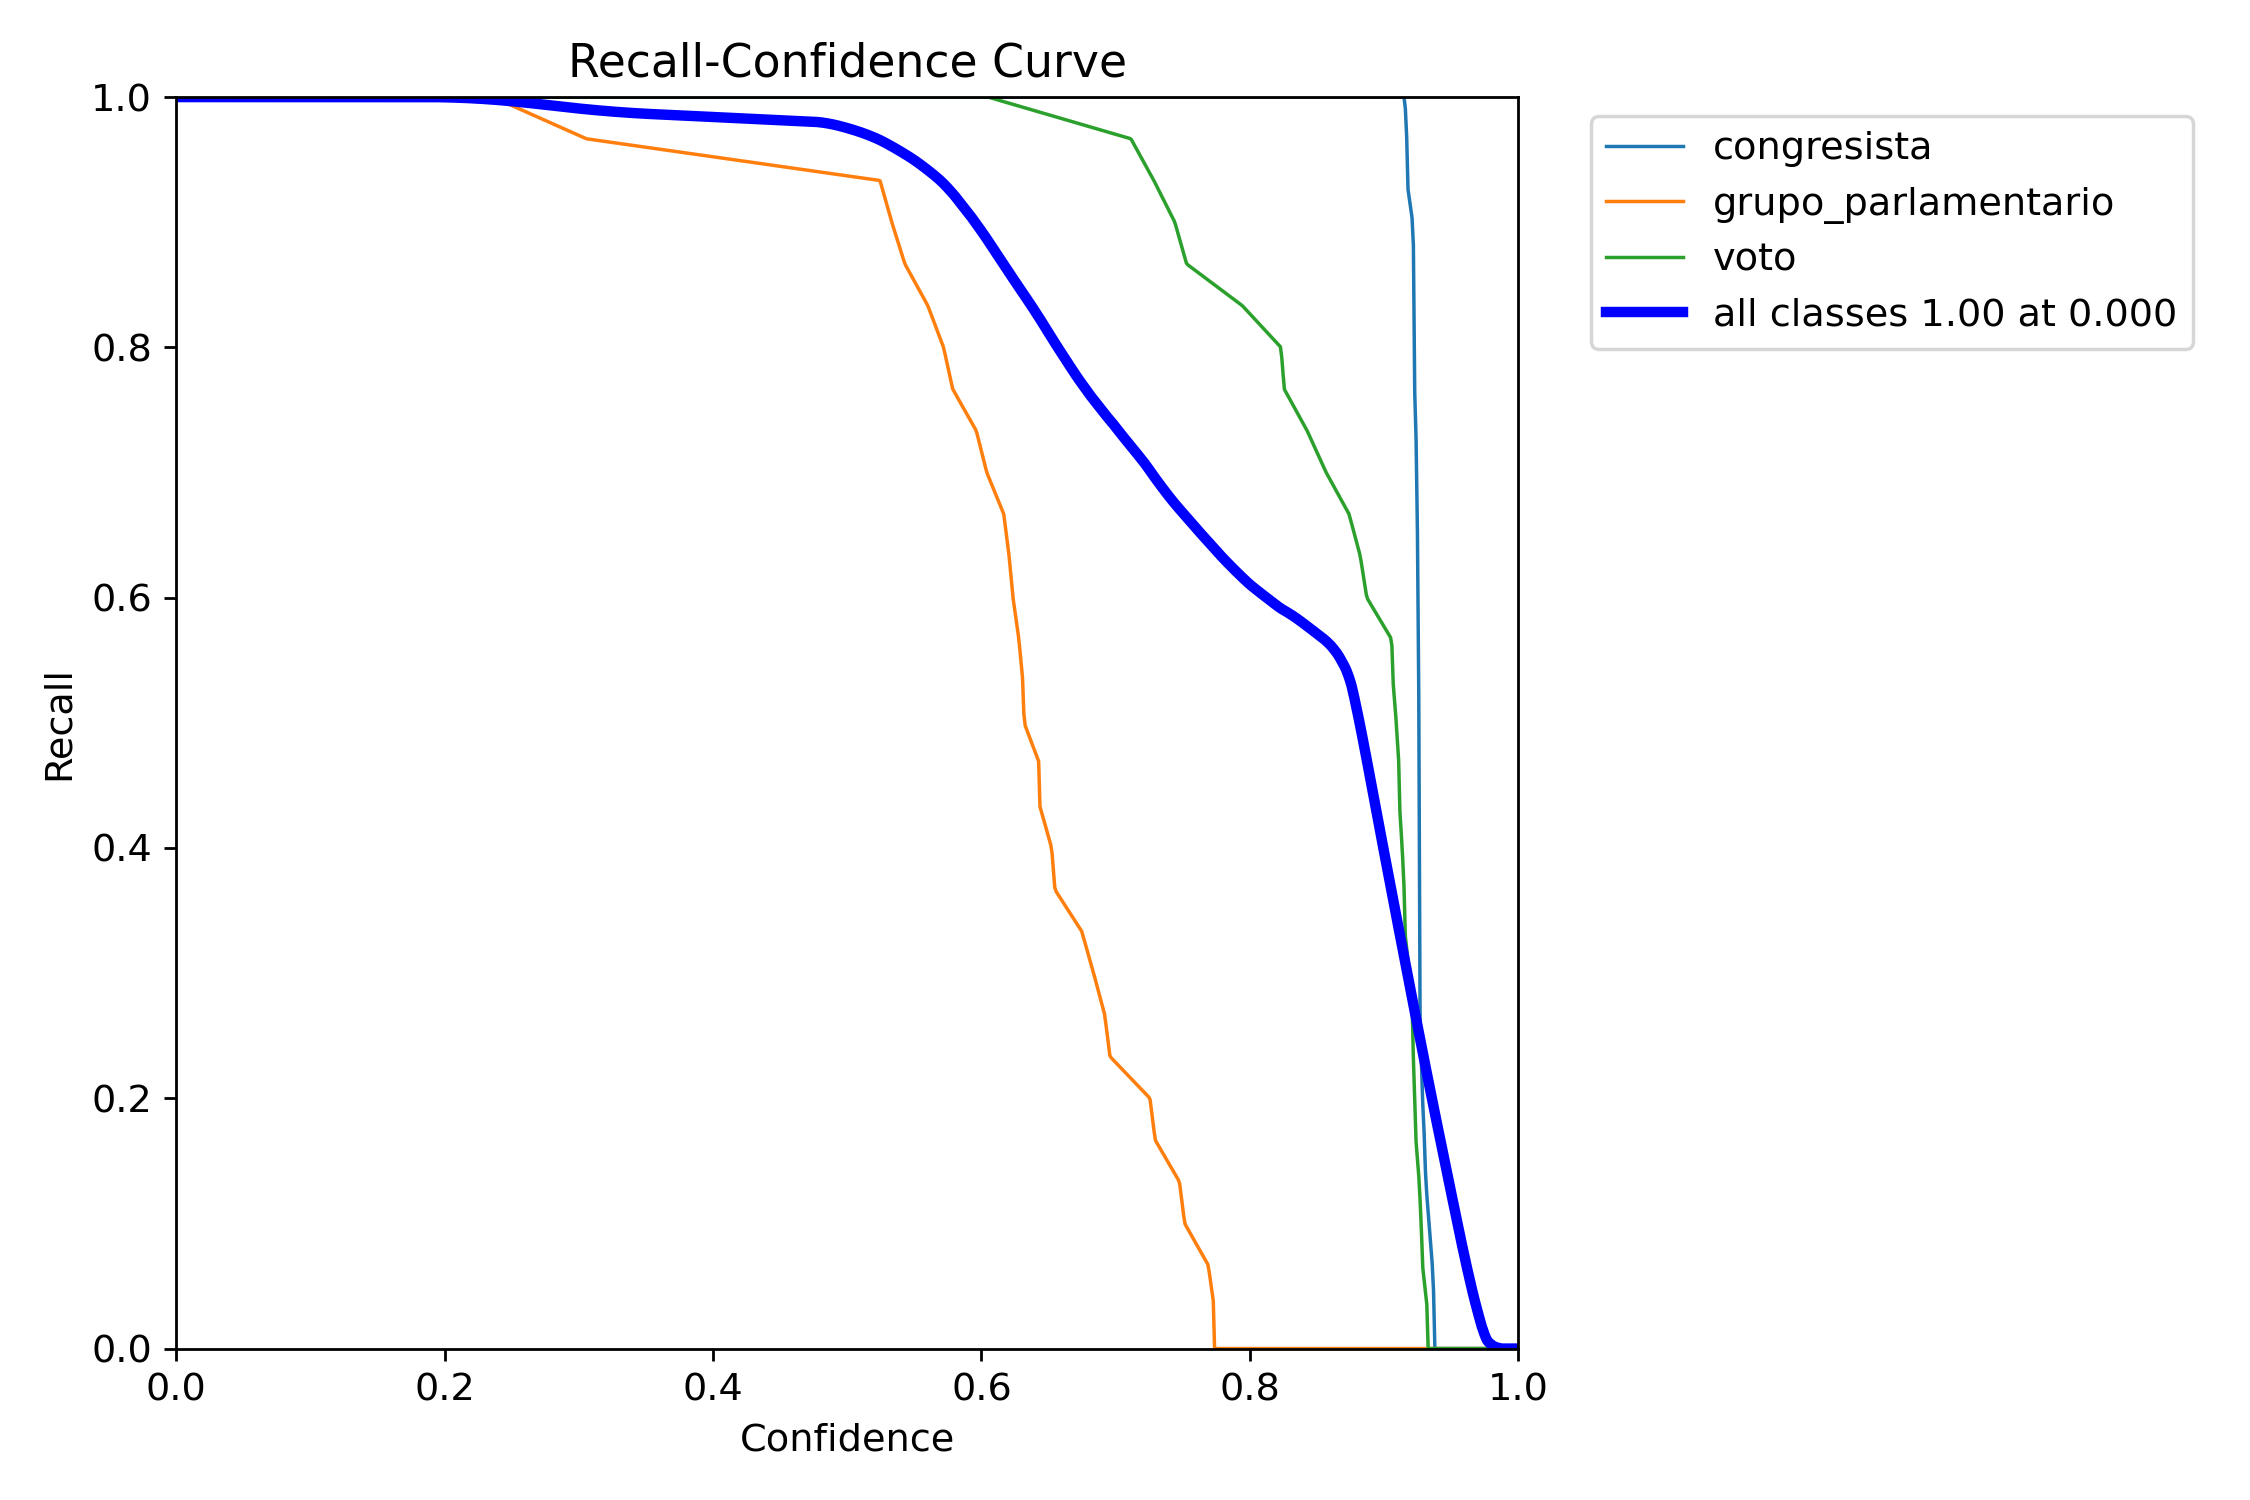 Recall-Confidence Curve
1.0
0.8
0.6
0.4
0.2
0.0
Recall
0.0 0.2 0.4 0.6 0.8 1.0
Confidence
congresista
grupo_parlamentario
voto
all classes 1.00 at 0.000